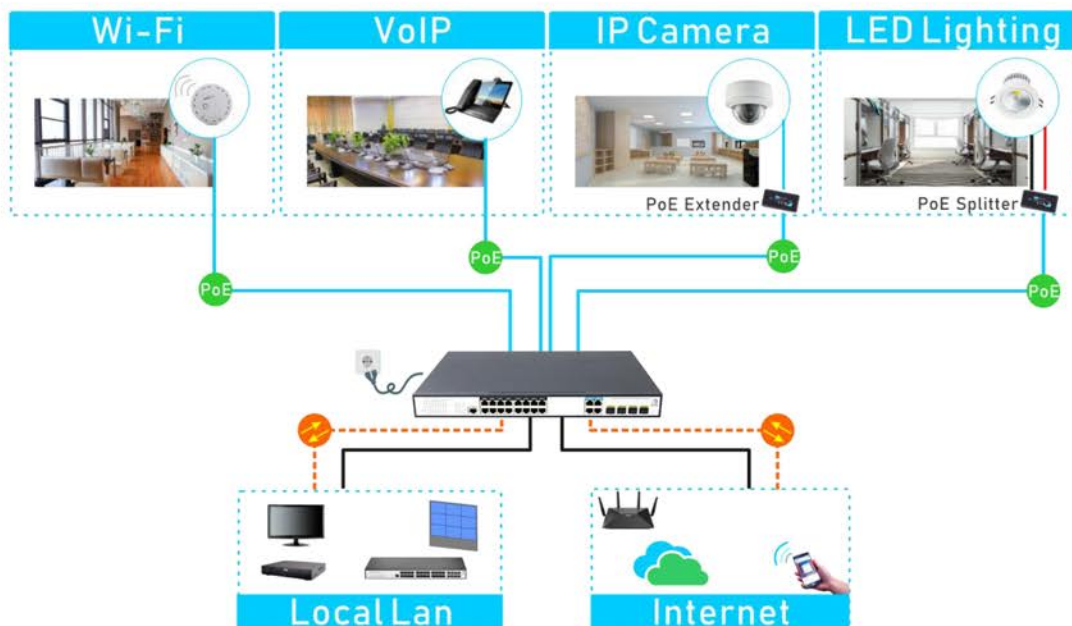 Wi-Fi
VoIP
IP Camera
LED Lighting
PoE Extender
PoE Splitter
PoE
PoE
PoE
PoE
Local Lan
Internet